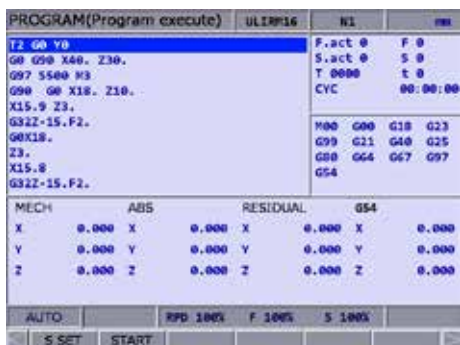 PROGRAM(Program execute) N1
T2 G0 Y0
G0 G90 X40. Z30.
G97 S500 M3
G90 G0 X18. Z10.
X15.9 Z3.
G32Z-15.F2.
G0X18.
Z3.
X15.8
G32Z-15.F2.
F.act 0 F 0
S.act 0 S 0
T 0000 t 0
CYC 00:00:00
M00 G00 G18 G23
G99 G21 G40 G25
G80 G64 G67 G97
G54
MECH ABS RESIDUAL G54
X 0.000 X 0.000 X 0.000 X 0.000
Y 0.000 Y 0.000 Y 0.000 Y 0.000
Z 0.000 Z 0.000 Z 0.000 Z 0.000
AUTO RPD 100% F 100% S 100%
S SET START